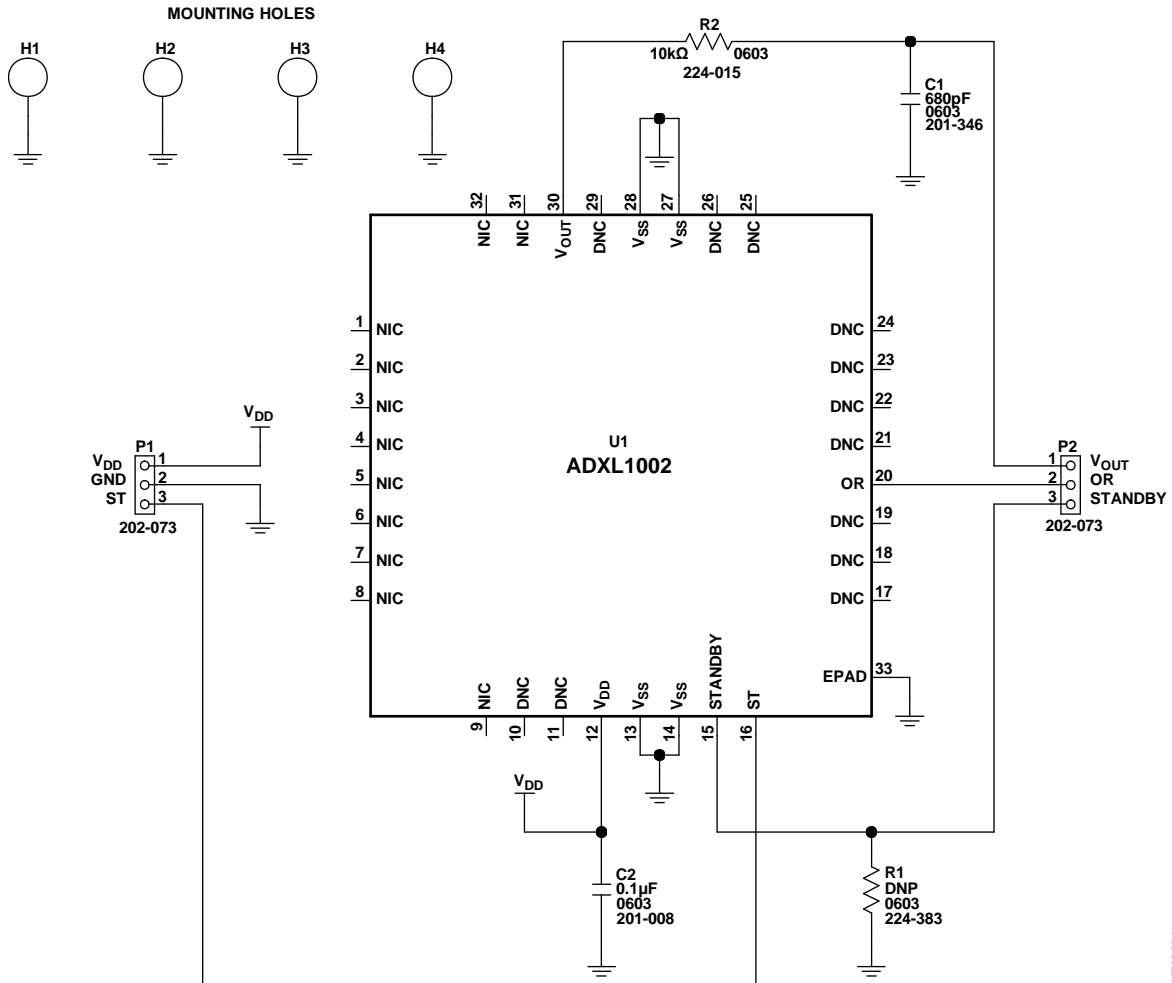 MOUNTING HOLES
H1
H2
H3
H4
R2
10kΩ
0603
224-015
C1
680pF
0603
201-346
32
31
30
29
28
27
26
25
NIC
NIC
VOUT
DNC
VSS
VSS
DNC
DNC
1 NIC
2 NIC
3 NIC
4 NIC
5 NIC
6 NIC
7 NIC
8 NIC
U1
ADXL1002
DNC 24
DNC 23
DNC 22
DNC 21
OR 20
DNC 19
DNC 18
DNC 17
EPAD 33
VDD
P1
VDD 1
GND 2
ST 3
202-073
P2
1 VOUT
2 OR
3 STANDBY
202-073
NIC
DNC
DNC
VDD
VSS
VSS
STANDBY
ST
9
10
11
12
13
14
15
16
VDD
C2
0.1µF
0603
201-008
R1
DNP
0603
224-383